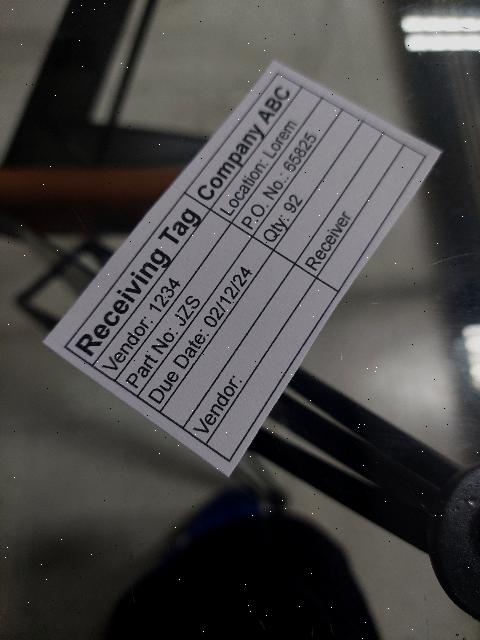 Receiving Tag Company ABC
Vendor: 1234 Location: Lorem
Part No: JZS P.O. No.: 65825
Due Date: 02/12/24 Qty: 92
Vendor: Receiver